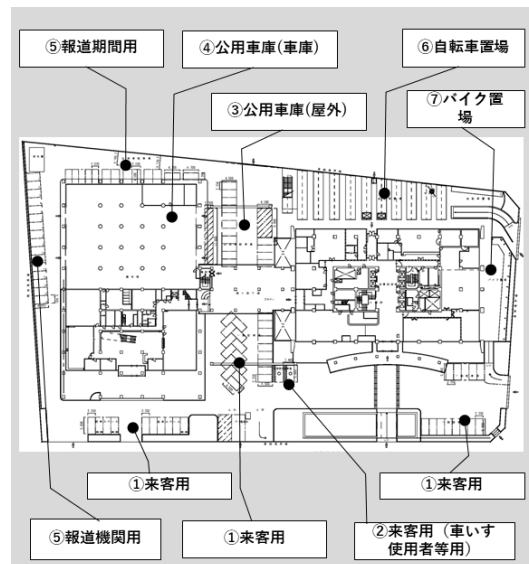 ⑤報道期間用
④公用車庫(車庫)
⑥自転車置場
③公用車庫(屋外)
⑦バイク置
場
①来客用
①来客用
⑤報道機関用
①来客用
②来客用（車いす
使用者等用）